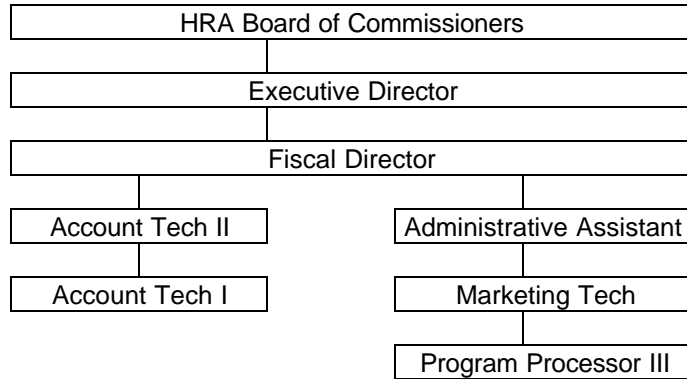 HRA Board of Commissioners
Executive Director
Fiscal Director
Account Tech II
Administrative Assistant
Account Tech I
Marketing Tech
Program Processor III